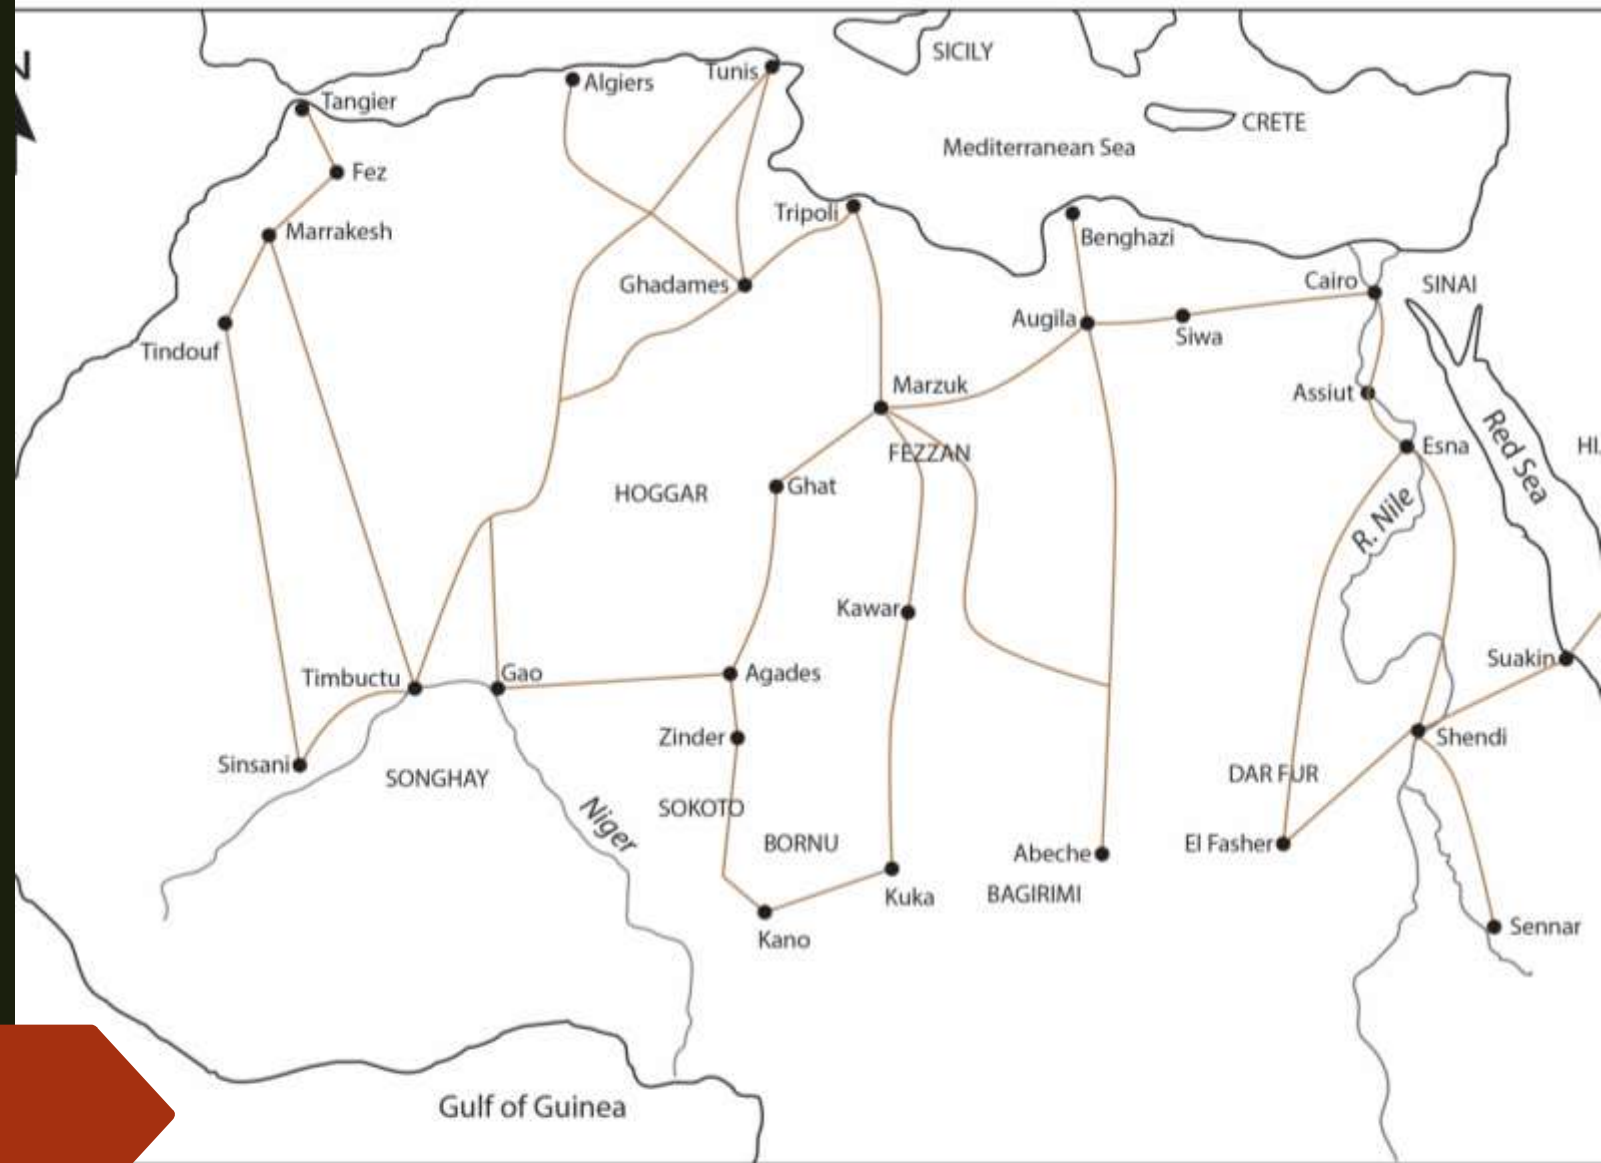 SICILY
Algiers
Tunis
Tangier
CRETE
Mediterranean Sea
Fez
Tripoli
Marrakesh
Benghazi
Ghadames
Cairo
SINAI
Augila
Siwa
Tindouf
Marzuk
Assiut
Red Sea
Esna
FEZZAN
HOGGAR
Ghat
R. Nile
Kawar
Suakin
Timbuctu
Gao
Agades
Zinder
Shendi
Sinsani
SONGHAY
DAR FUR
SOKOTO
Niger
BORNU
El Fasher
Abeche
Kuka
BAGIRIMI
Sennar
Kano
Gulf of Guinea